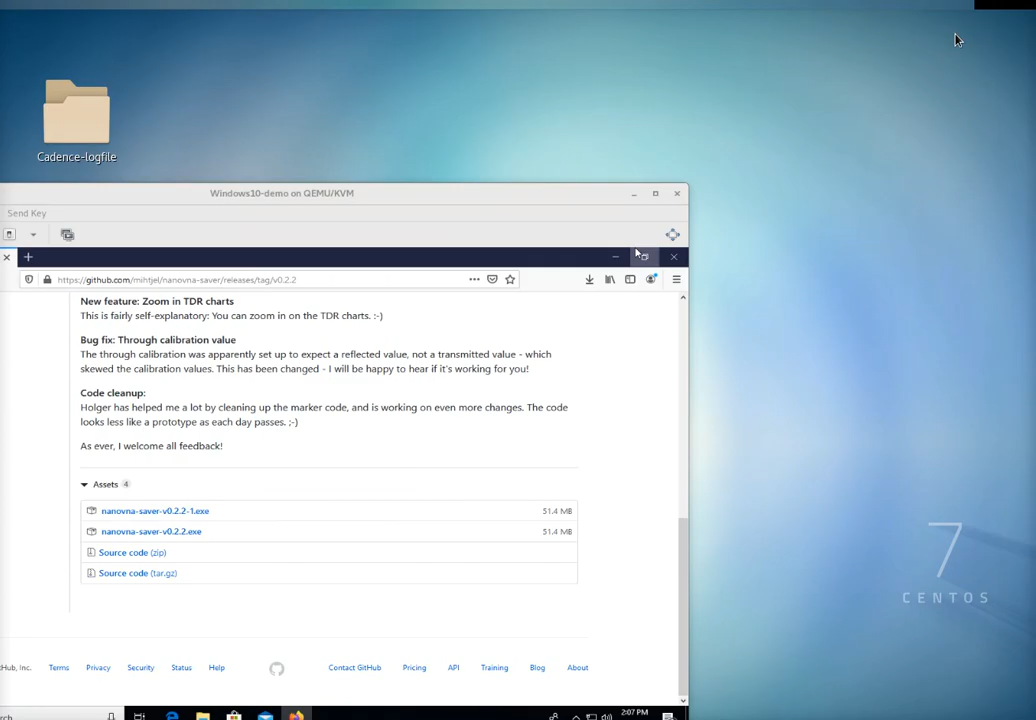 Cadence-logfile
Windows10-demo on QEMU/KVM
Send Key
https://github.com/mihtjel/nanovna-saver/releases/tag/v0.2.2
New feature: Zoom in TDR charts
This is fairly self-explanatory: You can zoom in on the TDR charts. :-)
Bug fix: Through calibration value
The through calibration was apparently set up to expect a reflected value, not a transmitted value - which
skewed the calibration values. This has been changed - I will be happy to hear if it's working for you!
Code cleanup:
Holger has helped me a lot by cleaning up the marker code, and is working on even more changes. The code
looks less like a prototype as each day passes. ;-)
As ever, I welcome all feedback!
Assets 4
nanovna-saver-v0.2.2-1.exe 51.4 MB
nanovna-saver-v0.2.2.exe 51.4 MB
Source code (zip)
Source code (tar.gz)
7
CENTOS
tHub, Inc. Terms Privacy Security Status Help Contact GitHub Pricing API Training Blog About
2:07 PM